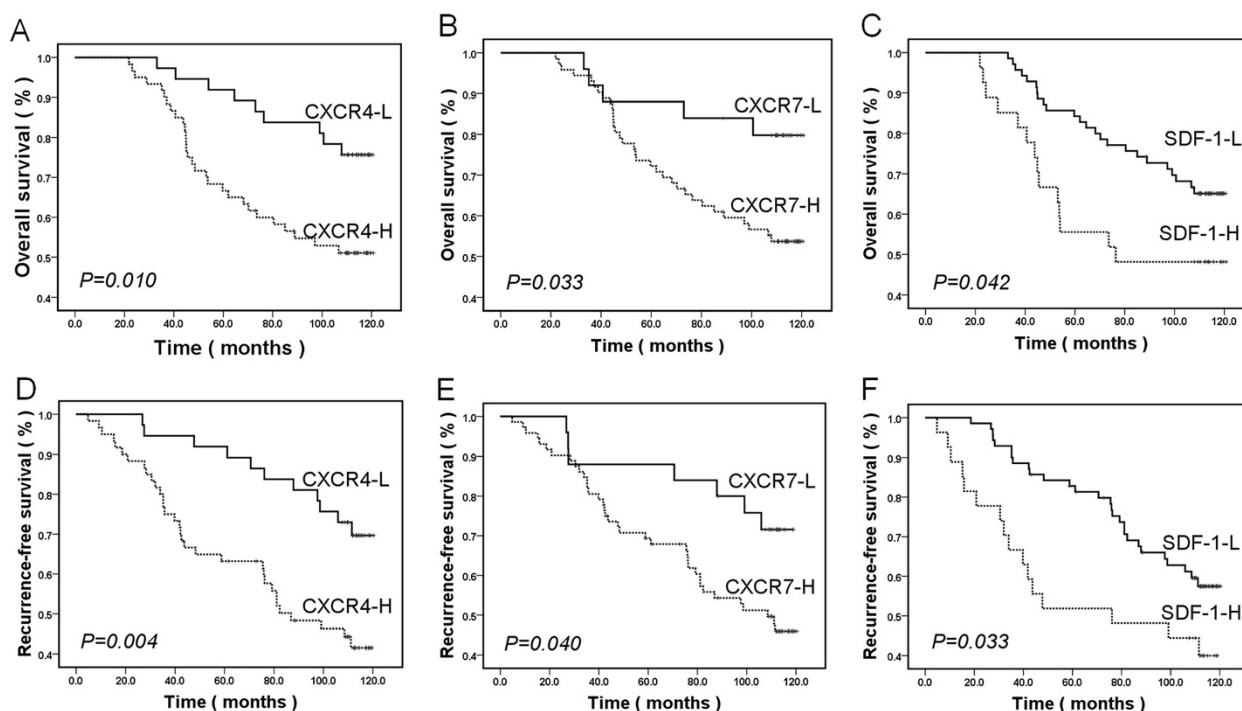 A
Overall survival ( % )
1.0
0.9
0.8
0.7
0.6
0.5
0.4
CXCR4-L
CXCR4-H
P=0.010
0.0 20.0 40.0 60.0 80.0 100.0 120.0
Time ( months )
B
Overall survival ( % )
1.0
0.9
0.8
0.7
0.6
0.5
0.4
CXCR7-L
CXCR7-H
P=0.033
0.0 20.0 40.0 60.0 80.0 100.0 120.0
Time ( months )
C
Overall survival ( % )
1.0
0.9
0.8
0.7
0.6
0.5
0.4
SDF-1-L
SDF-1-H
P=0.042
0.0 20.0 40.0 60.0 80.0 100.0 120.0
Time ( months )
D
Recurrence-free survival ( % )
1.0
0.9
0.8
0.7
0.6
0.5
0.4
CXCR4-L
CXCR4-H
P=0.004
0.0 20.0 40.0 60.0 80.0 100.0 120.0
Time ( months )
E
Recurrence-free survival ( % )
1.0
0.9
0.8
0.7
0.6
0.5
0.4
CXCR7-L
CXCR7-H
P=0.040
0.0 20.0 40.0 60.0 80.0 100.0 120.0
Time ( months )
F
Recurrence-free survival ( % )
1.0
0.9
0.8
0.7
0.6
0.5
0.4
SDF-1-L
SDF-1-H
P=0.033
0.0 20.0 40.0 60.0 80.0 100.0 120.0
Time ( months )